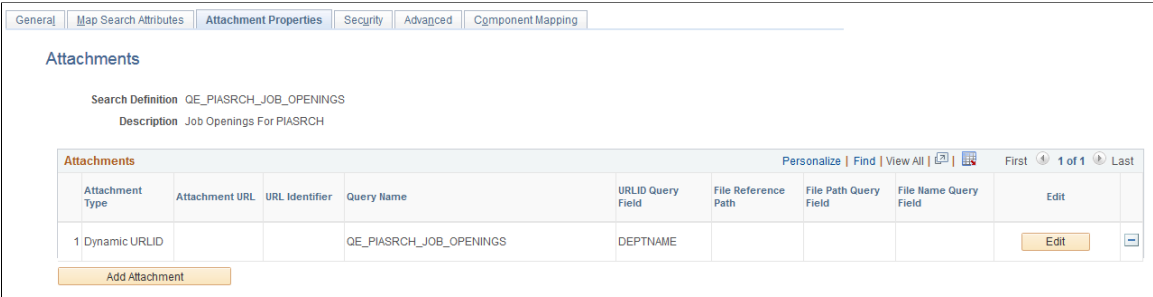 General Map Search Attributes Attachment Properties Security Advanced Component Mapping
Attachments
Search Definition QE_PIASRCH_JOB_OPENINGS
Description Job Openings For PIASRCH
Attachments Personalize | Find | View All | | First 1 of 1 Last
Attachment Type Attachment URL URL Identifier Query Name URLID Query Field File Reference Path File Path Query Field File Name Query Field Edit
1 Dynamic URLID QE_PIASRCH_JOB_OPENINGS DEPTNAME Edit
Add Attachment